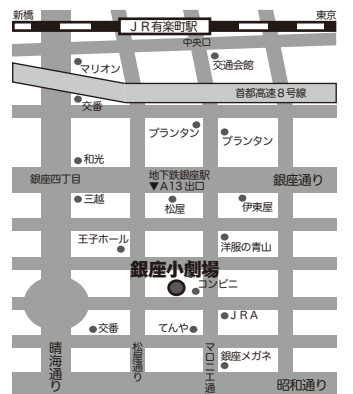 新橋
東京
JR有楽町駅
中央口
マリオン
交通会館
首都高速8号線
交番
プランタン
プランタン
和光
銀座四丁目
地下鉄銀座駅
▼A13出口
銀座通り
三越
松屋
伊東屋
王子ホール
洋服の青山
銀座小劇場
コンビニ
交番
てんや
JRA
晴海通り
松屋通り
マロニエ通
銀座メガネ
昭和通り